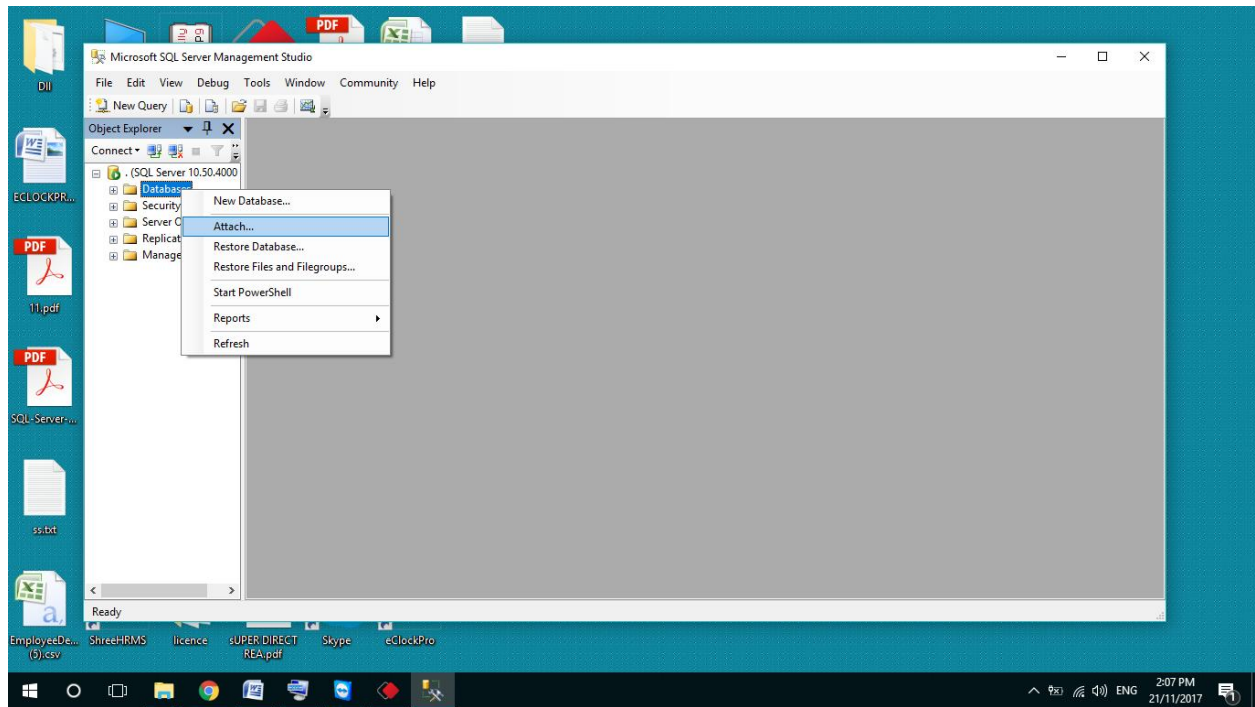 PDF
Microsoft SQL Server Management Studio
Dll
File Edit View Debug Tools Window Community Help
New Query
Object Explorer
Connect
. (SQL Server 10.50.4000
Databases
ECLOCKPR...
Security
New Database...
Server O
Attach...
Replicat
PDF
Restore Database...
Manage
Restore Files and Filegroups...
11.pdf
Start PowerShell
Reports
Refresh
PDF
SQL-Server-...
ss.txt
a,
Ready
EmployeeDe...
(5).csv
ShreeHRMS
licence
sUPER DIRECT
REA.pdf
Skype
eClockPro
ENG
2:07 PM
21/11/2017
1